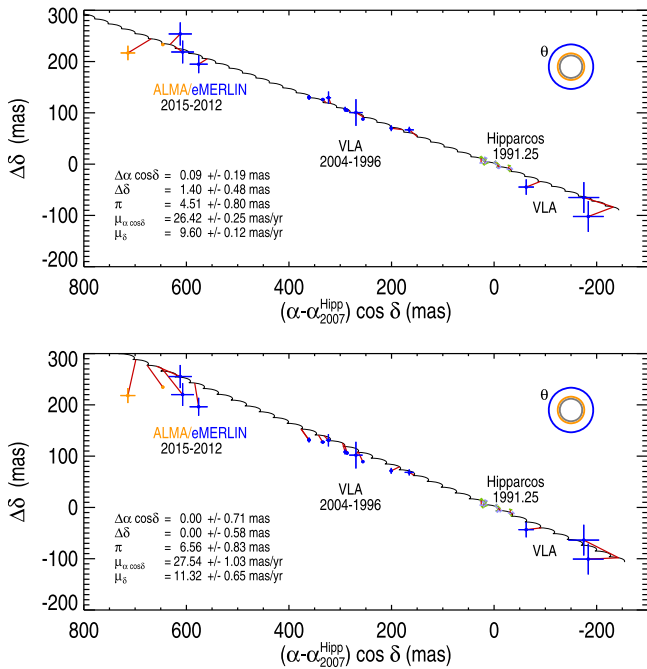 300
200
100
0
-100
-200
Δδ (mas)
θ
ALMA/eMERLIN
2015-2012
VLA
2004-1996
Hipparcos
1991.25
VLA
Δα cosδ = 0.09 +/- 0.19 mas
Δδ = 1.40 +/- 0.48 mas
π = 4.51 +/- 0.80 mas
μα cosδ = 26.42 +/- 0.25 mas/yr
μδ = 9.60 +/- 0.12 mas/yr
800 600 400 200 0 -200
(α-α2007Hipp) cos δ (mas)
300
200
100
0
-100
-200
Δδ (mas)
θ
ALMA/eMERLIN
2015-2012
VLA
2004-1996
Hipparcos
1991.25
VLA
Δα cosδ = 0.00 +/- 0.71 mas
Δδ = 0.00 +/- 0.58 mas
π = 6.56 +/- 0.83 mas
μα cosδ = 27.54 +/- 1.03 mas/yr
μδ = 11.32 +/- 0.65 mas/yr
800 600 400 200 0 -200
(α-α2007Hipp) cos δ (mas)